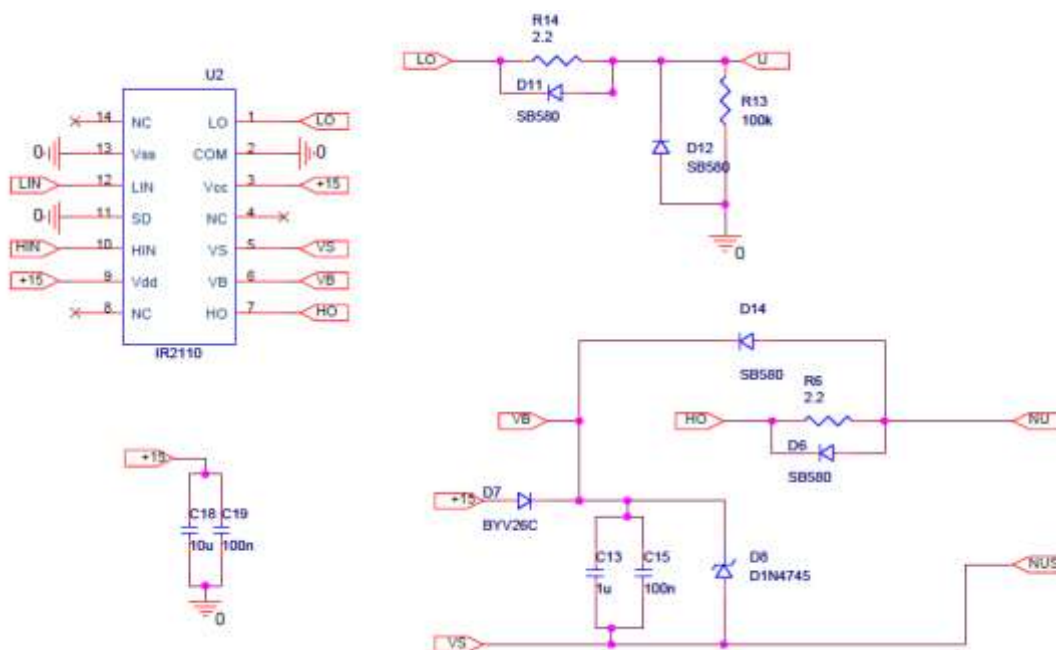 U2
14 NC LO 1 LO
0 13 Vss COM 2 0
LIN 12 LIN Vcc 3 +15
0 11 SD NC 4
HIN 10 HIN VS 5 VS
+15 9 Vdd VB 6 VB
8 NC HO 7 HO
IR2110
R14
2.2
LO
U
D11
SB580
R13
100k
D12
SB580
0
D14
SB580
R6
2.2
VB
HO
NU
D6
SB580
+15
D7
BYV26C
C13
1u
C15
100n
D8
D1N4745
NUS
VS
+15
C18
10u
C19
100n
0